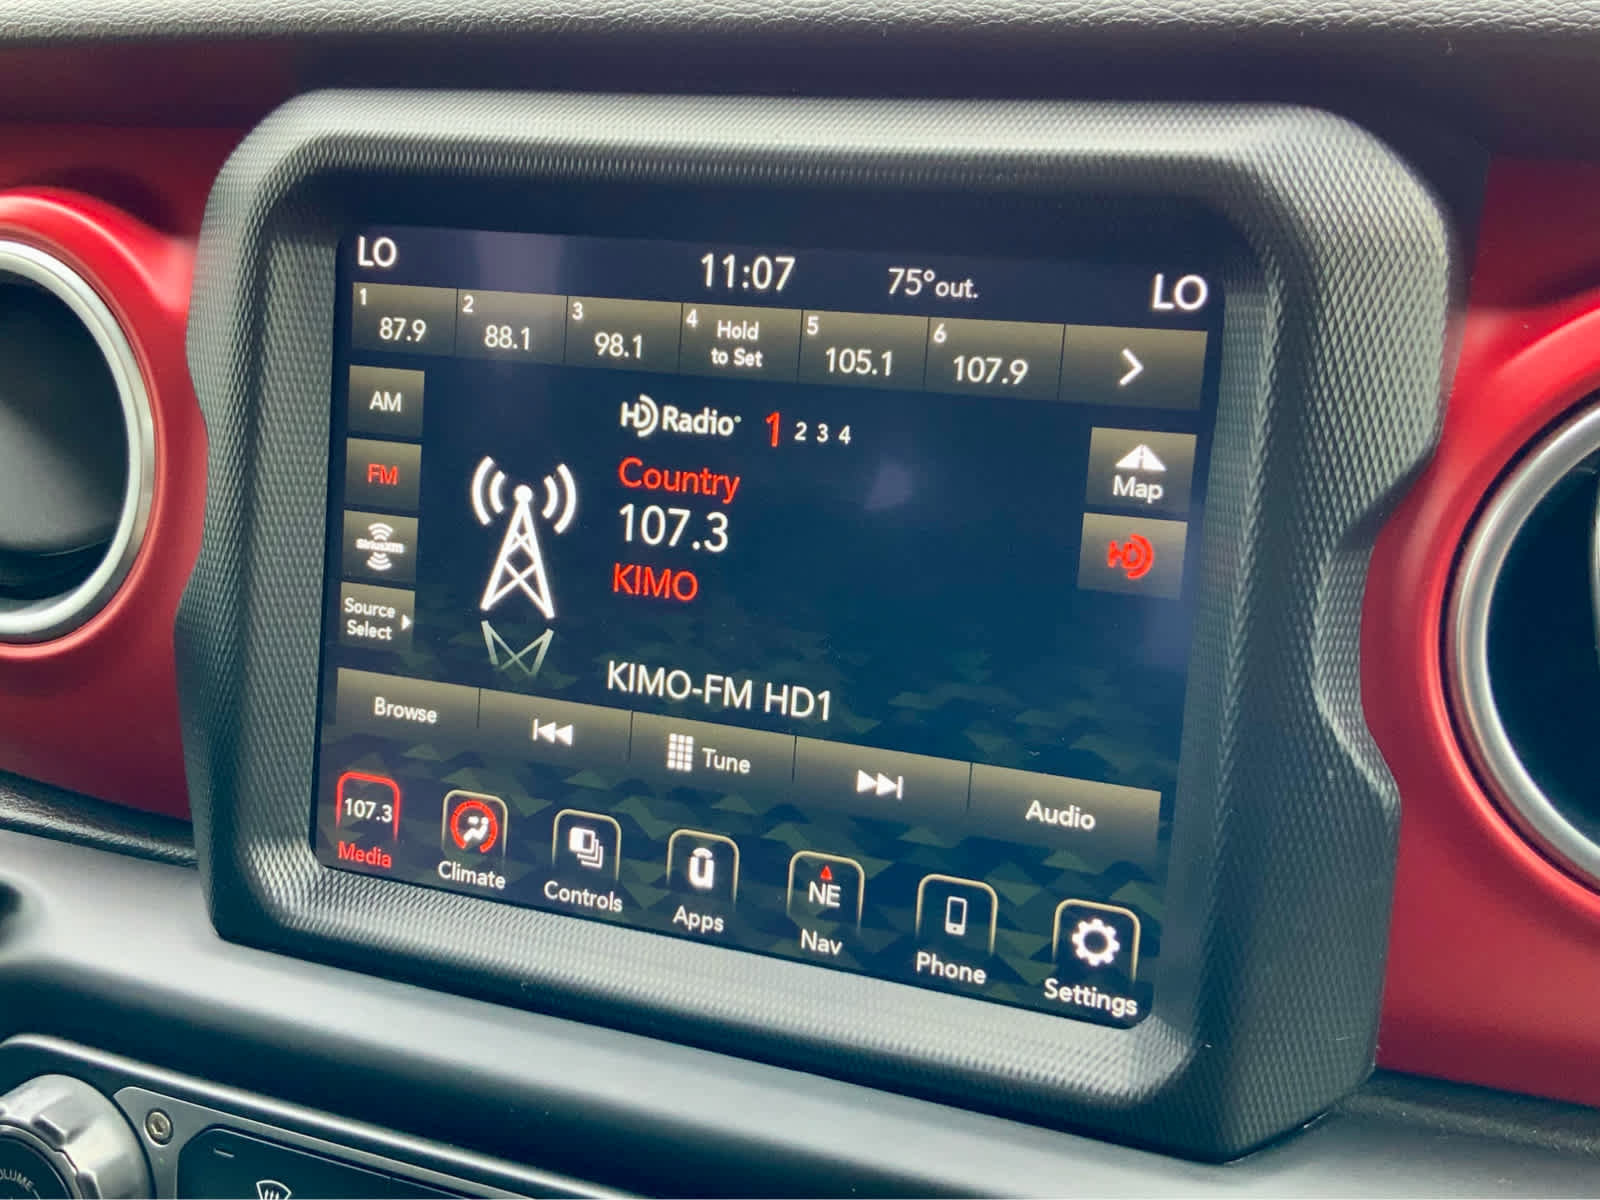 LO
11:07
75°out.
LO
1 87.9
2 88.1
3 98.1
4 Hold to Set
5 105.1
6 107.9
AM
FM
SiriusXM
Source
Select
HD Radio 1 2 3 4
Country
107.3
KIMO
KIMO-FM HD1
Map
HD
Browse
Tune
Audio
107.3
Media
Climate
Controls
Apps
NE
Nav
Phone
Settings